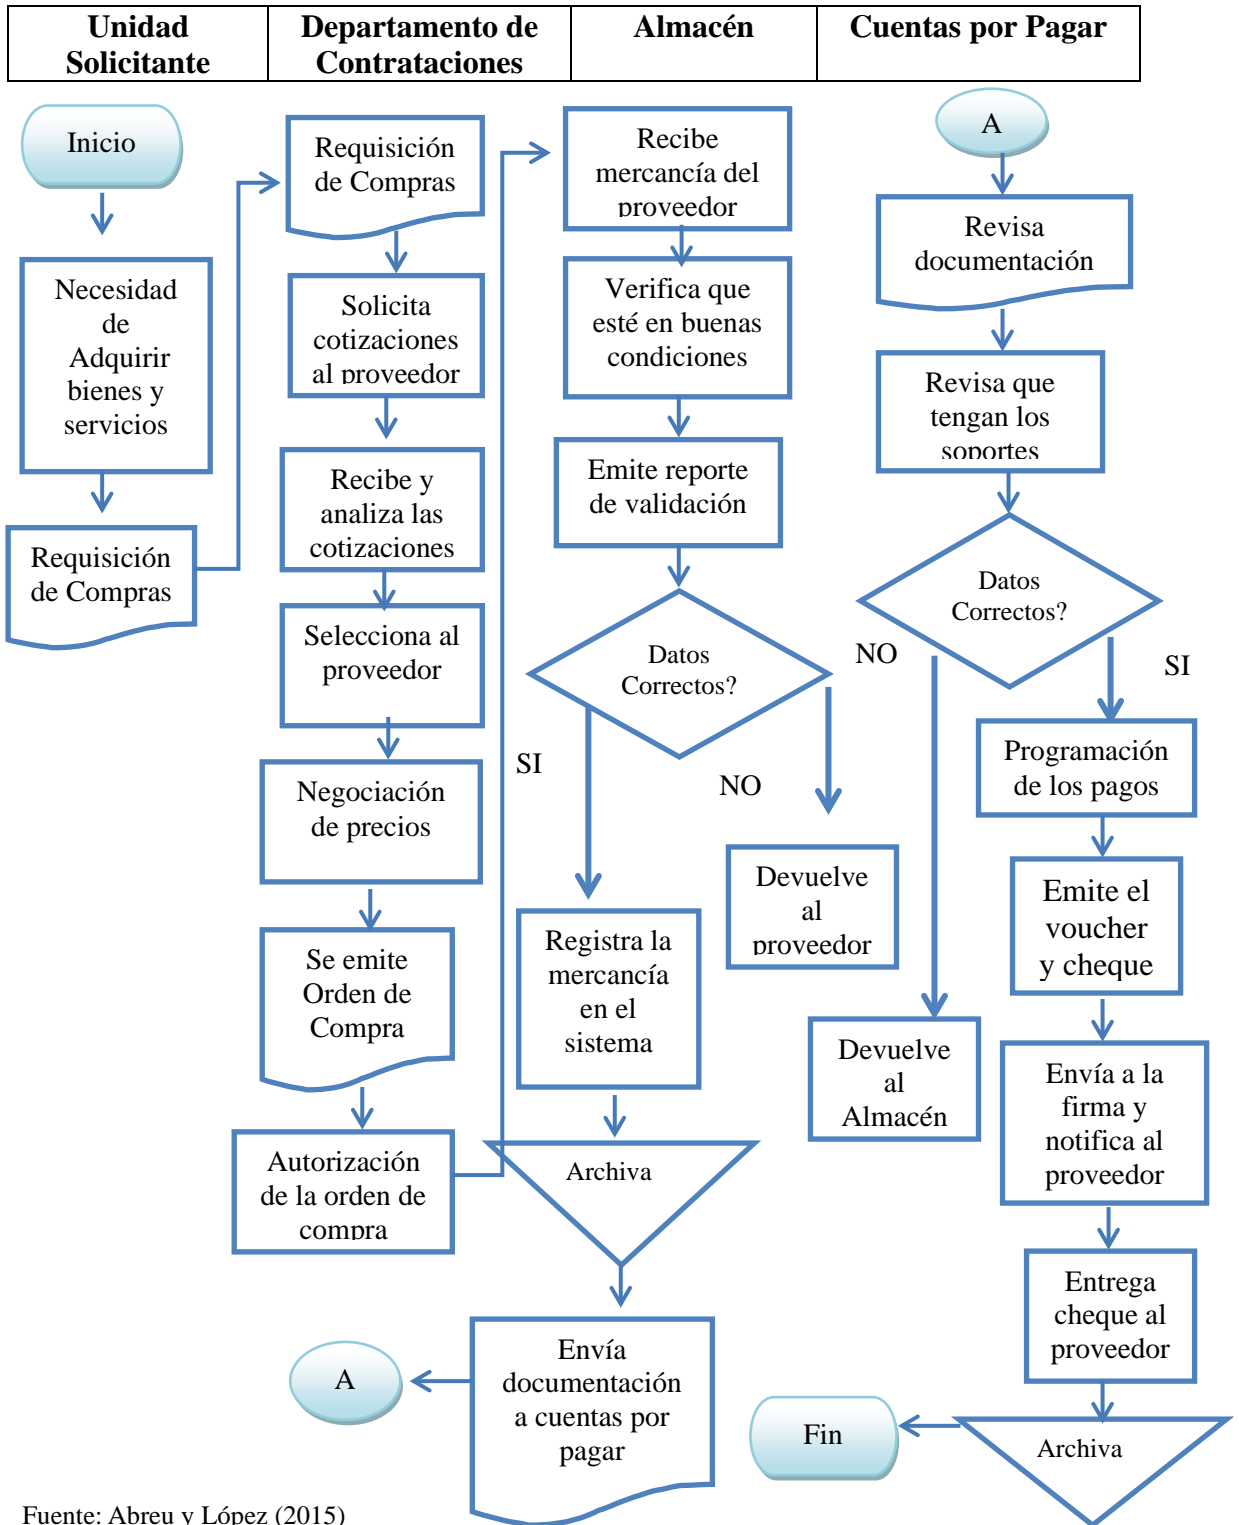 Unidad
Solicitante
Departamento de
Contrataciones
Almacén
Cuentas por Pagar
Inicio
Necesidad
de
Adquirir
bienes y
servicios
Requisición
de Compras
Requisición
de Compras
Solicita
cotizaciones
al proveedor
Recibe y
analiza las
cotizaciones
Selecciona al
proveedor
Negociación
de precios
Se emite
Orden de
Compra
Autorización
de la orden de
compra
Recibe
mercancía del
proveedor
Verifica que
esté en buenas
condiciones
Emite reporte
de validación
Datos
Correctos?
SI
NO
Devuelve
al
proveedor
Registra la
mercancía
en el
sistema
Archiva
Envía
documentación
a cuentas por
pagar
A
A
Revisa
documentación
Revisa que
tengan los
soportes
Datos
Correctos?
NO
SI
Devuelve
al
Almacén
Programación
de los pagos
Emite el
voucher
y cheque
Envía a la
firma y
notifica al
proveedor
Entrega
cheque al
proveedor
Archiva
Fin
Fuente: Abreu y López (2015)